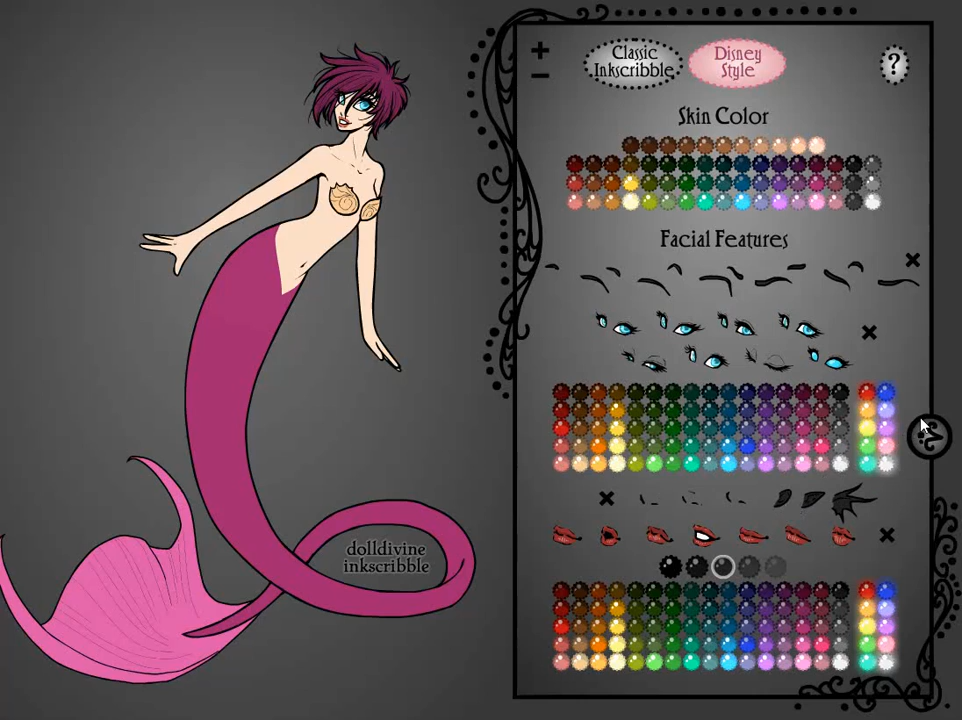 Classic
Inkscribble
Disney
Style
?
Skin Color
Facial Features
dolldivine
inkscribble